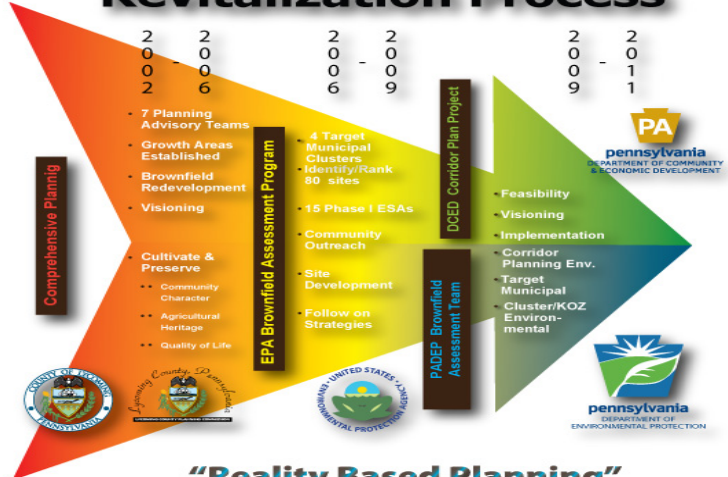 Revitalization Process
2002 - 2006
2006 - 2009
2009 - 2011
Comprehensive Plannig
• 7 Planning
Advisory Teams
• Growth Areas
Established
• Brownfield
Redevelopment
• Visioning
• Cultivate &
Preserve
•• Community
Character
•• Agricultural
Heritage
•• Quality of Life
EPA Brownfield Assessment Program
• 4 Target
Municipal
Clusters
• Identify/Rank
80 sites
• 15 Phase I ESAs
• Community
Outreach
• Site
Development
• Follow on
Strategies
DCED Corridor Plan Project
• Feasibility
• Visioning
• Implementation
PADEP Brownfield
Assessment Team
• Corridor
Planning Env.
• Target
Municipal
• Cluster/KOZ
Environ-
mental
PA
pennsylvania
DEPARTMENT OF COMMUNITY
& ECONOMIC DEVELOPMENT
COUNTY OF LYCOMING
PENNSYLVANIA
Lycoming County, Pennsylvania
LYCOMING COUNTY PLANNING COMMISSION
UNITED STATES
ENVIRONMENTAL PROTECTION AGENCY
pennsylvania
DEPARTMENT OF
ENVIRONMENTAL PROTECTION
"Reality Based Planning"